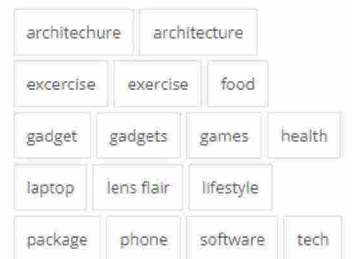 architechure architecture
excercise exercise food
gadget gadgets games health
laptop lens flair lifestyle
package phone software tech